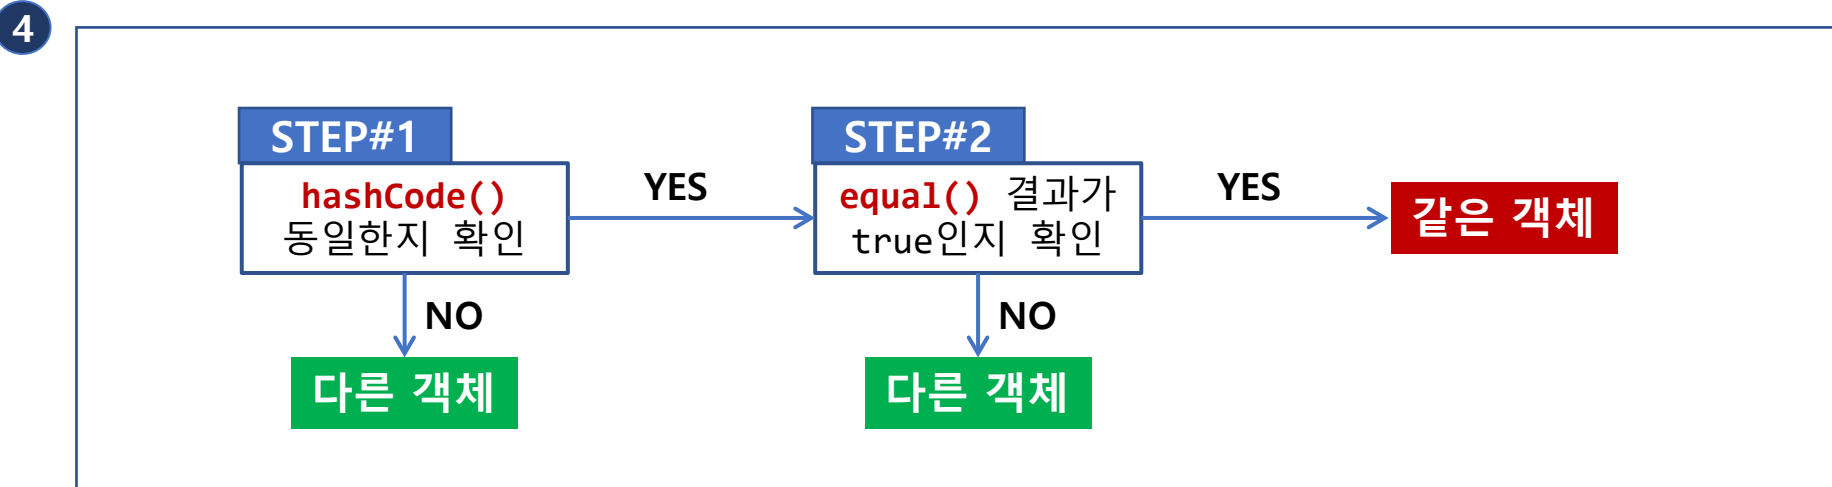 4
STEP#1
hashCode()
동일한지 확인
YES
STEP#2
equal() 결과가
true인지 확인
YES
같은 객체
NO
다른 객체
NO
다른 객체